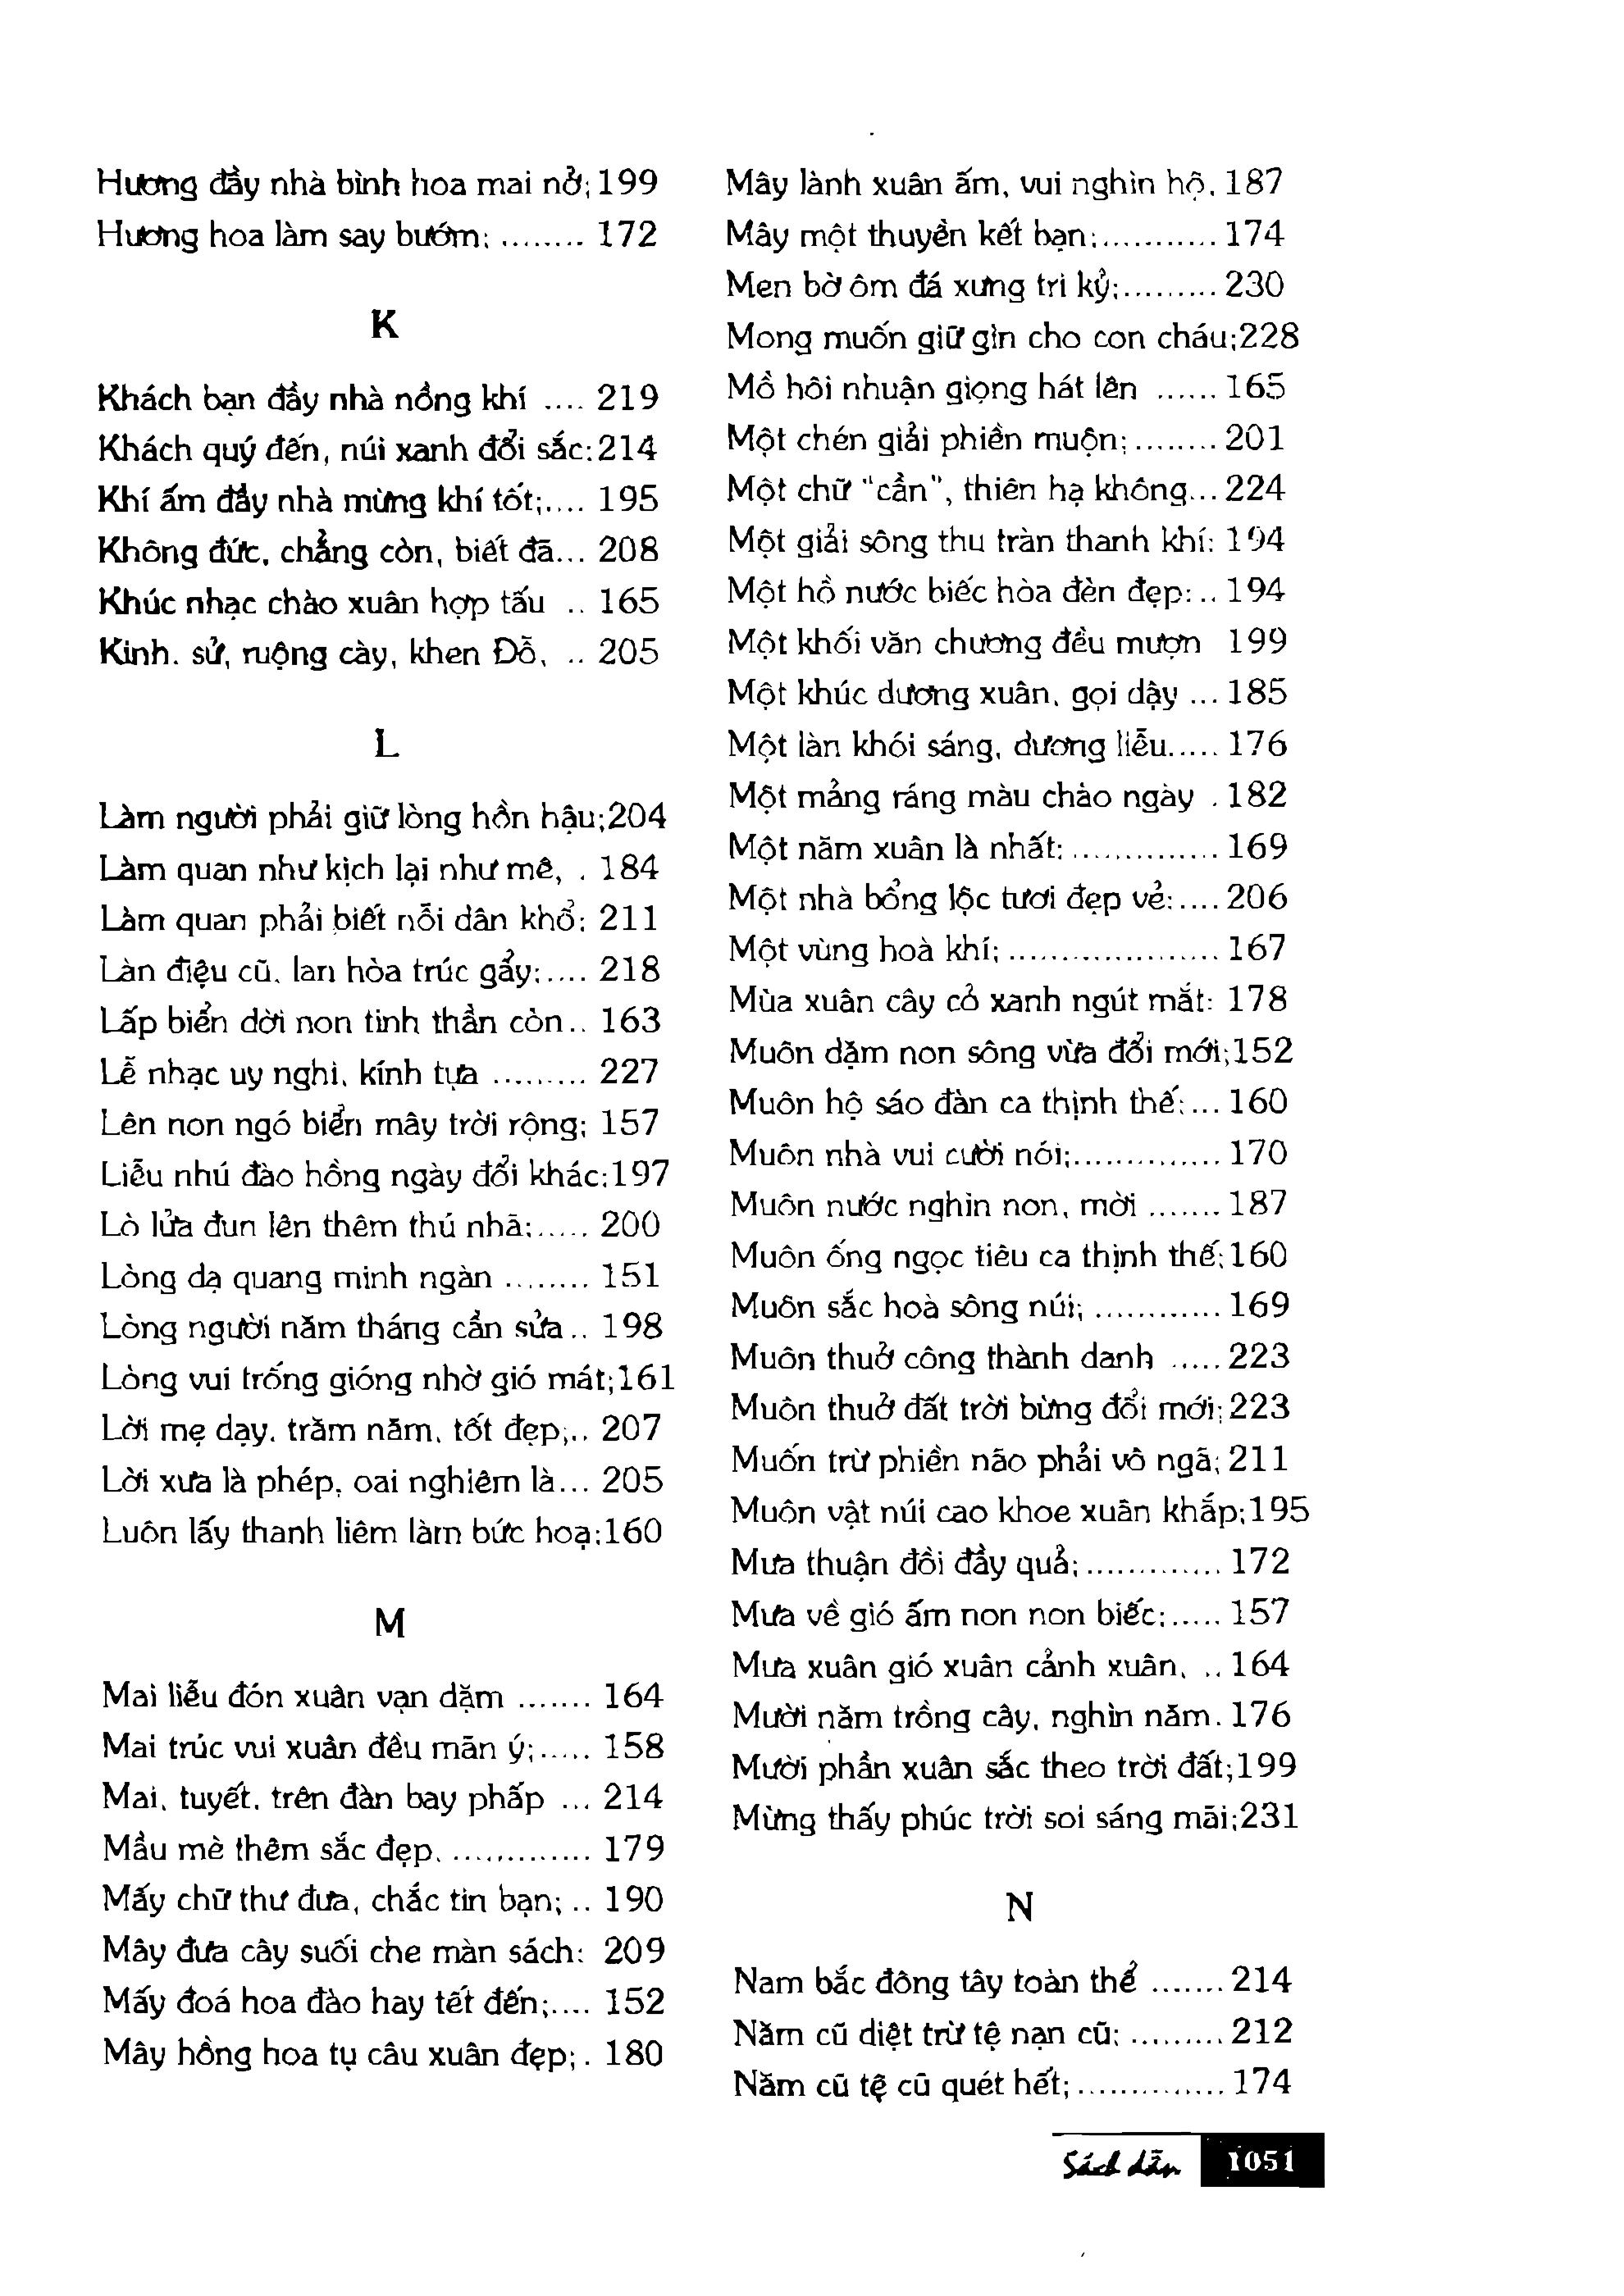 Hương đầy nhà bình hoa mai nở; 199
Hương hoa làm say bướm; ........ 172
K
Khách bạn đầy nhà nồng khí .... 219
Khách quý đến, núi xanh đổi sắc; 214
Khí ấm đầy nhà mừng khí tốt;.... 195
Không đức, chẳng còn, biết đã... 208
Khúc nhạc chào xuân hợp tấu .. 165
Kinh, sử, ruộng cày, khen Đỗ, .. 205
L
Làm người phải giữ lòng hồn hậu;204
Làm quan như kịch lại như mê, . 184
Làm quan phải biết nỗi dân khổ; 211
Làn điệu cũ, lan hòa trúc gẩy;.... 218
Lấp biển dời non tinh thần còn.. 163
Lễ nhạc uy nghi, kính tựa ......... 227
Lên non ngó biển mây trời rộng; 157
Liễu nhú đào hồng ngày đổi khác;197
Lò lửa đun lên thêm thú nhã;..... 200
Lòng dạ quang minh ngàn ........ 151
Lòng người năm tháng cần sửa.. 198
Lòng vui trống gióng nhờ gió mát;161
Lời mẹ dạy, trăm năm, tốt đẹp;.. 207
Lời xưa là phép, oai nghiêm là... 205
Luôn lấy thanh liêm làm bức hoạ;160
M
Mai liễu đón xuân vạn dặm ....... 164
Mai trúc vui xuân đều mãn ý;..... 158
Mai, tuyết, trên đàn bay phấp ... 214
Mầu mè thêm sắc đẹp, ............. 179
Mấy chữ thư đưa, chắc tin bạn; .. 190
Mây đưa cây suối che màn sách; 209
Mấy đoá hoa đào hay tết đến;.... 152
Mây hồng hoa tụ câu xuân đẹp; . 180
Mây lành xuân ấm, vui nghìn hộ, 187
Mây một thuyền kết bạn;........... 174
Men bờ ôm đá xưng tri kỷ;......... 230
Mong muốn giữ gìn cho con cháu;228
Mồ hôi nhuận giọng hát lên ...... 165
Một chén giải phiền muộn;........ 201
Một chữ "cần", thiên hạ không... 224
Một giải sông thu tràn thanh khí; 194
Một hồ nước biếc hòa đèn đẹp; .. 194
Một khối văn chương đều mượn 199
Một khúc dương xuân, gọi dậy ... 185
Một làn khói sáng, dương liễu..... 176
Một mảng ráng màu chào ngày . 182
Một năm xuân là nhất; .............. 169
Một nhà bổng lộc tươi đẹp vẻ;.... 206
Một vùng hoà khí; .................... 167
Mùa xuân cây cỏ xanh ngút mắt; 178
Muôn dặm non sông vừa đổi mới;152
Muôn hộ sáo đàn ca thịnh thế;... 160
Muôn nhà vui cười nói;.............. 170
Muôn nước nghìn non, mời ....... 187
Muôn ống ngọc tiêu ca thịnh thế;160
Muôn sắc hoà sông núi; ............ 169
Muôn thuở công thành danh ..... 223
Muôn thuở đất trời bừng đổi mới;223
Muốn trừ phiền não phải vô ngã; 211
Muôn vật núi cao khoe xuân khắp;195
Mưa thuận đồi đầy quả; ............. 172
Mưa về gió ấm non non biếc;..... 157
Mưa xuân gió xuân cảnh xuân, .. 164
Mười năm trồng cây, nghìn năm. 176
Mười phần xuân sắc theo trời đất;199
Mừng thấy phúc trời soi sáng mãi;231
N
Nam bắc đông tây toàn thể ....... 214
Năm cũ diệt trừ tệ nạn cũ; ......... 212
Năm cũ tệ cũ quét hết; .............. 174
Sách dẫn 1051